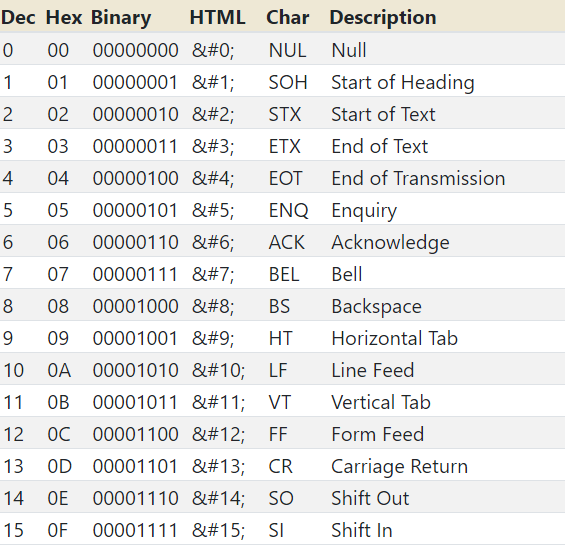 Dec Hex Binary HTML Char Description
0 00 00000000 &#0; NUL Null
1 01 00000001 &#1; SOH Start of Heading
2 02 00000010 &#2; STX Start of Text
3 03 00000011 &#3; ETX End of Text
4 04 00000100 &#4; EOT End of Transmission
5 05 00000101 &#5; ENQ Enquiry
6 06 00000110 &#6; ACK Acknowledge
7 07 00000111 &#7; BEL Bell
8 08 00001000 &#8; BS Backspace
9 09 00001001 &#9; HT Horizontal Tab
10 0A 00001010 &#10; LF Line Feed
11 0B 00001011 &#11; VT Vertical Tab
12 0C 00001100 &#12; FF Form Feed
13 0D 00001101 &#13; CR Carriage Return
14 0E 00001110 &#14; SO Shift Out
15 0F 00001111 &#15; SI Shift In